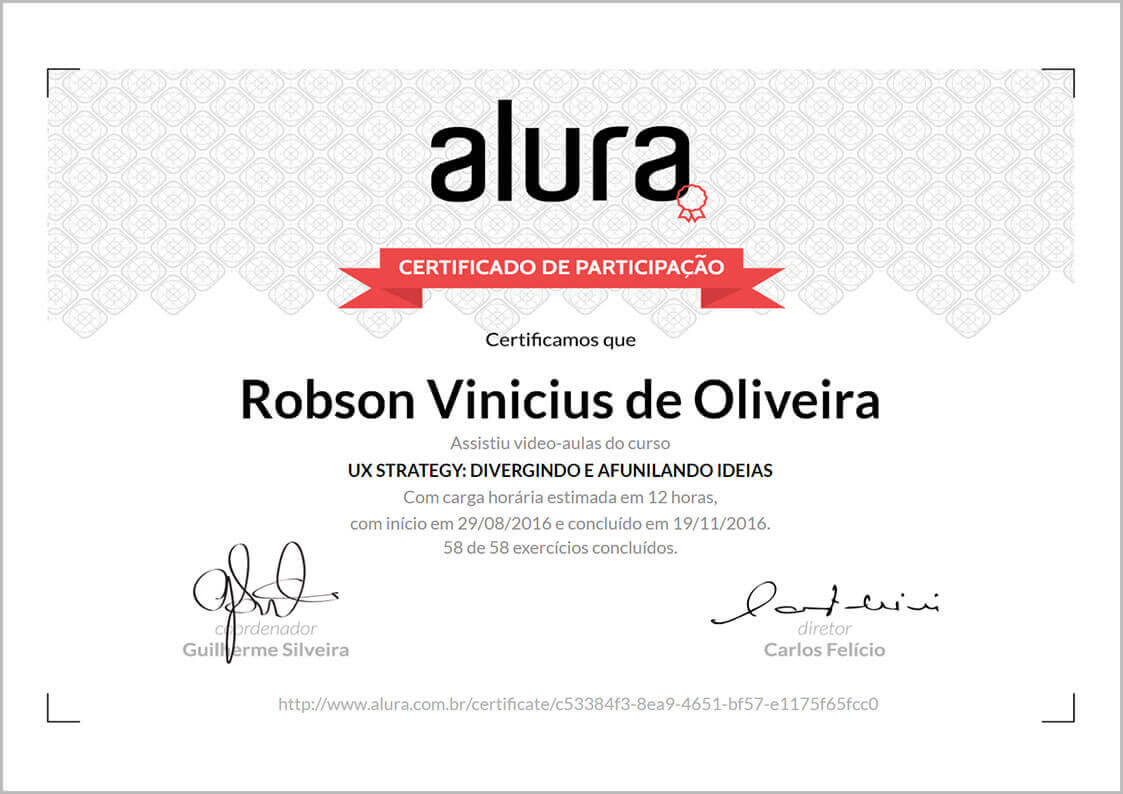 alura
CERTIFICADO DE PARTICIPAÇÃO
Certificamos que
Robson Vinicius de Oliveira
Assistiu video-aulas do curso
UX STRATEGY: DIVERGINDO E AFUNILANDO IDEIAS
Com carga horária estimada em 12 horas,
com início em 29/08/2016 e concluído em 19/11/2016.
58 de 58 exercícios concluídos.
coordenador
Guilherme Silveira
diretor
Carlos Felício
http://www.alura.com.br/certificate/c53384f3-8ea9-4651-bf57-e1175f65fcc0